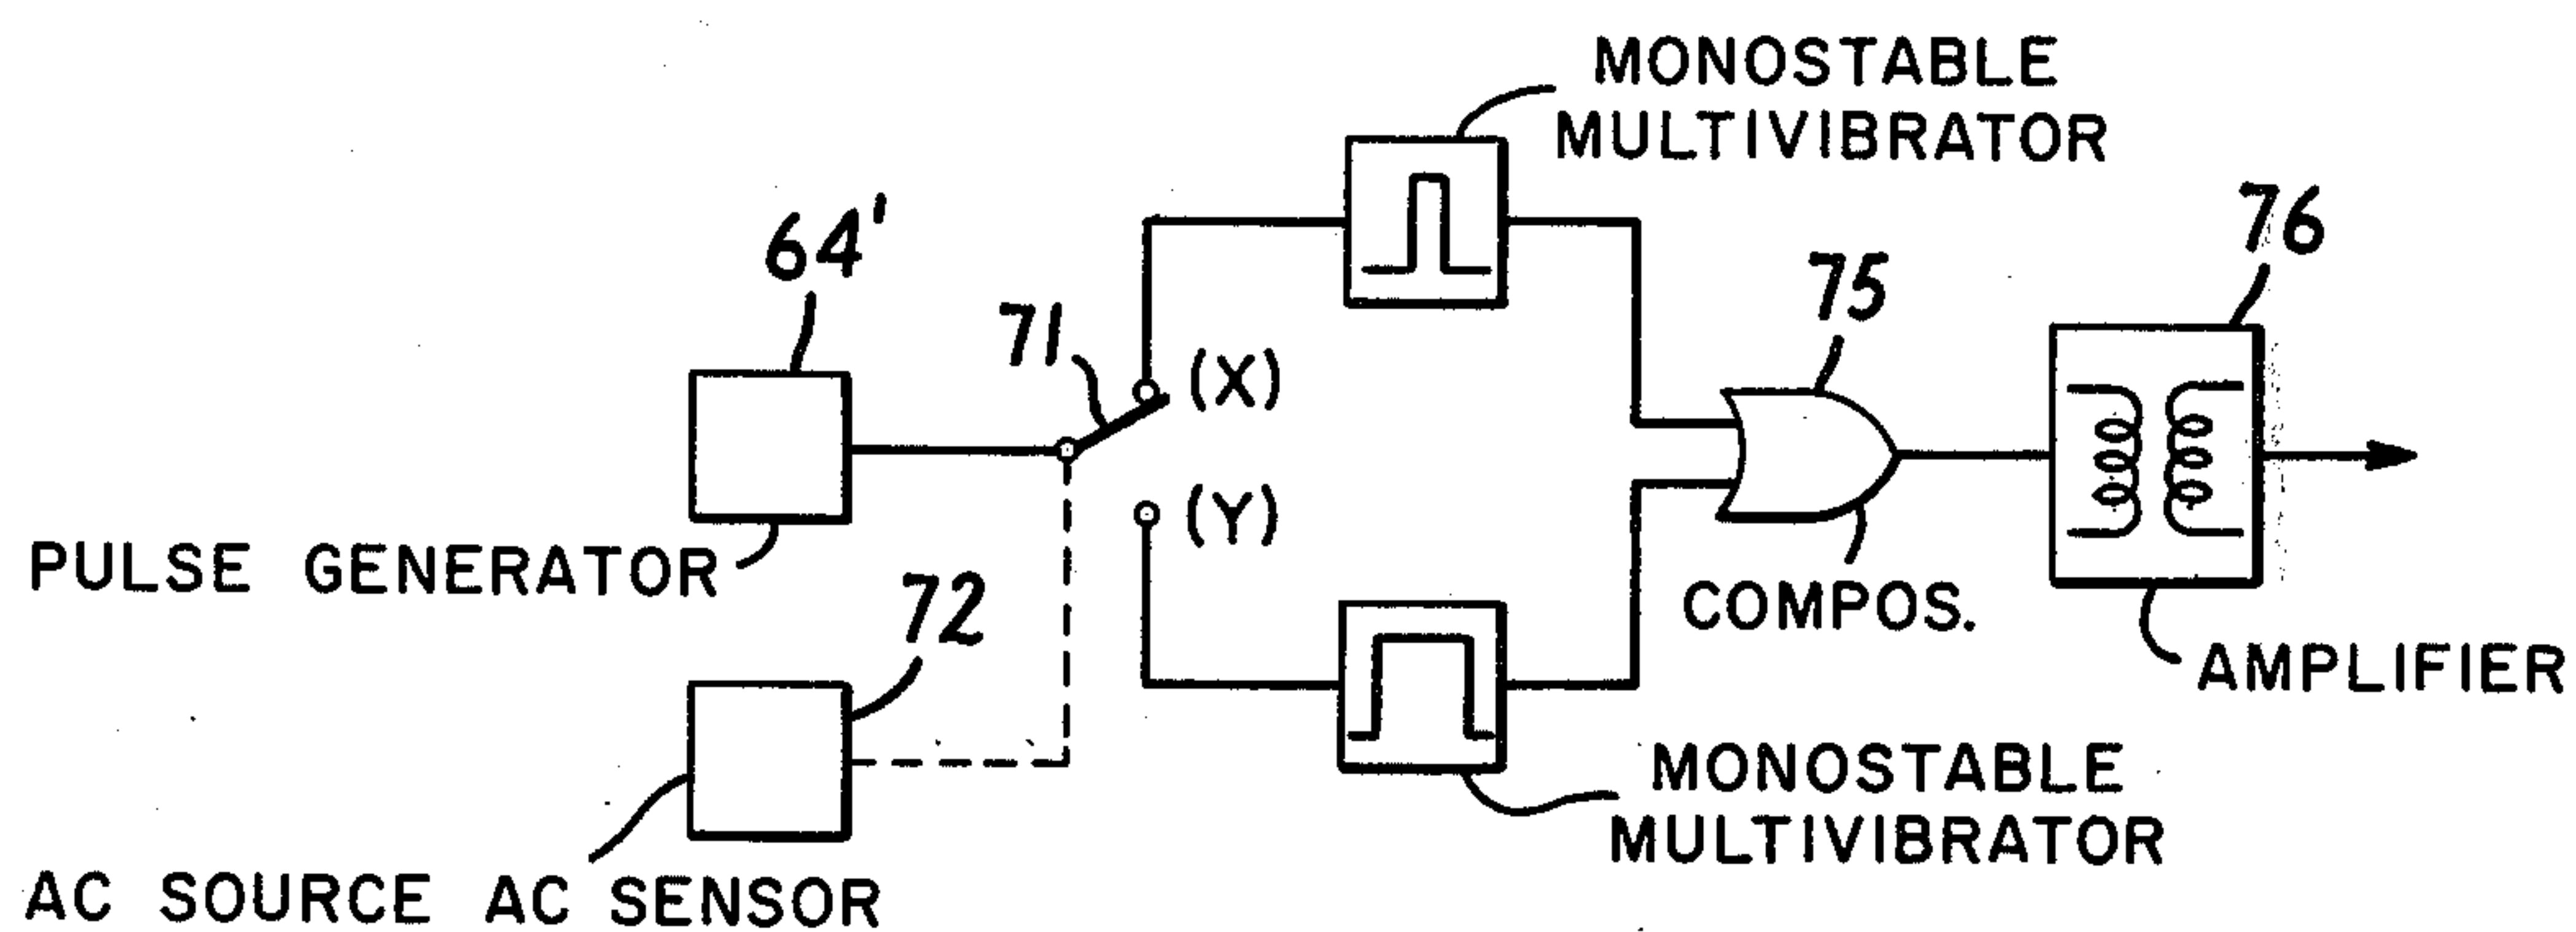 MONOSTABLE
MULTIVIBRATOR
64'
76
75
71
(X)
(Y)
PULSE GENERATOR
72
COMPOS.
AMPLIFIER
MONOSTABLE
MULTIVIBRATOR
AC SOURCE AC SENSOR